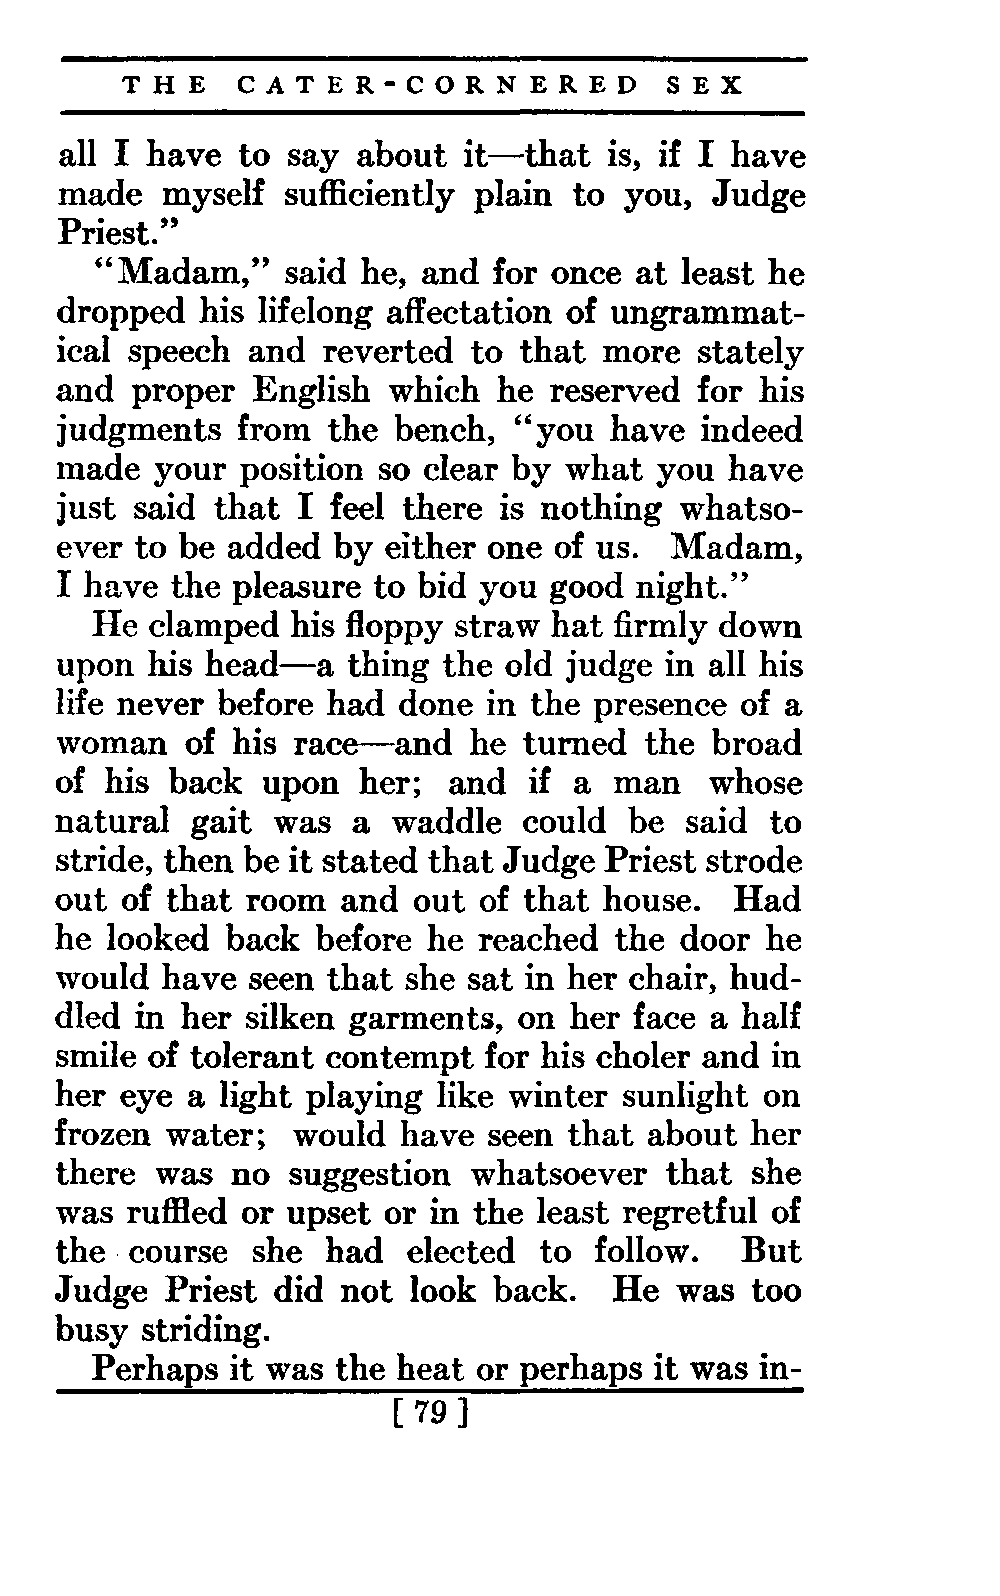 THE CATER-CORNERED SEX
all I have to say about it—that is, if I have
made myself sufficiently plain to you, Judge
Priest.”
“Madam,” said he, and for once at least he
dropped his lifelong affectation of ungrammat-
ical speech and reverted to that more stately
and proper English which he reserved for his
judgments from the bench, “you have indeed
made your position so clear by what you have
just said that I feel there is nothing whatso-
ever to be added by either one of us. Madam,
I have the pleasure to bid you good night.”
He clamped his floppy straw hat firmly down
upon his head—a thing the old judge in all his
life never before had done in the presence of a
woman of his race—and he turned the broad
of his back upon her; and if a man whose
natural gait was a waddle could be said to
stride, then be it stated that Judge Priest strode
out of that room and out of that house. Had
he looked back before he reached the door he
would have seen that she sat in her chair, hud-
dled in her silken garments, on her face a half
smile of tolerant contempt for his choler and in
her eye a light playing like winter sunlight on
frozen water; would have seen that about her
there was no suggestion whatsoever that she
was ruffled or upset or in the least regretful of
the course she had elected to follow. But
Judge Priest did not look back. He was too
busy striding.
Perhaps it was the heat or perhaps it was in-
[ 79 ]